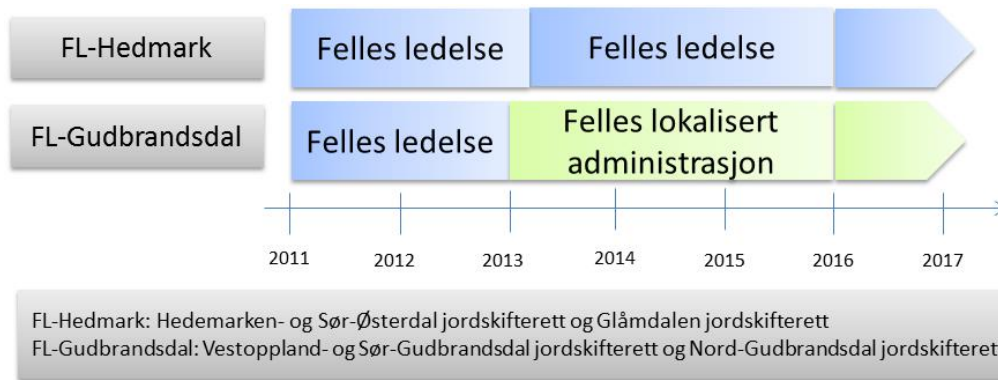 FL-Hedmark
Felles ledelse
Felles ledelse
FL-Gudbrandsdal
Felles ledelse
Felles lokalisert
administrasjon
2011 2012 2013 2014 2015 2016 2017
FL-Hedmark: Hedemarken- og Sør-Østerdal jordskifterett og Glåmdalen jordskifterett
FL-Gudbrandsdal: Vestoppland- og Sør-Gudbrandsdal jordskifterett og Nord-Gudbrandsdal jordskifteret